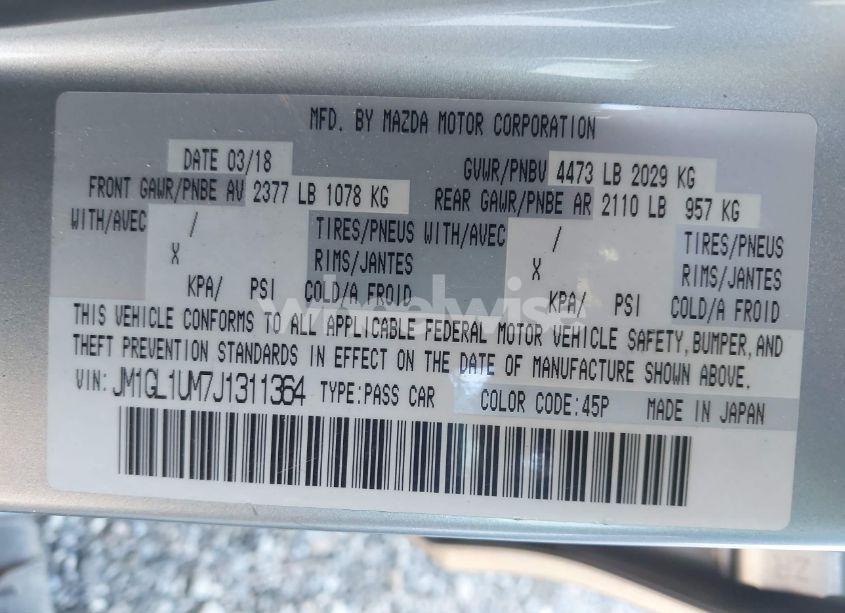 MFD. BY MAZDA MOTOR CORPORATION
DATE 03/18 GVWR/PNBV 4473 LB 2029 KG
FRONT GAWR/PNBE AV 2377 LB 1078 KG REAR GAWR/PNBE AR 2110 LB 957 KG
WITH/AVEC / TIRES/PNEUS WITH/AVEC / TIRES/PNEUS
X RIMS/JANTES X RIMS/JANTES
KPA/ PSI COLD/A FROID KPA/ PSI COLD/A FROID
wheelwise
THIS VEHICLE CONFORMS TO ALL APPLICABLE FEDERAL MOTOR VEHICLE SAFETY, BUMPER, AND
THEFT PREVENTION STANDARDS IN EFFECT ON THE DATE OF MANUFACTURE SHOWN ABOVE.
VIN: JM1GL1UM7J1311364 TYPE: PASS CAR COLOR CODE: 45P MADE IN JAPAN